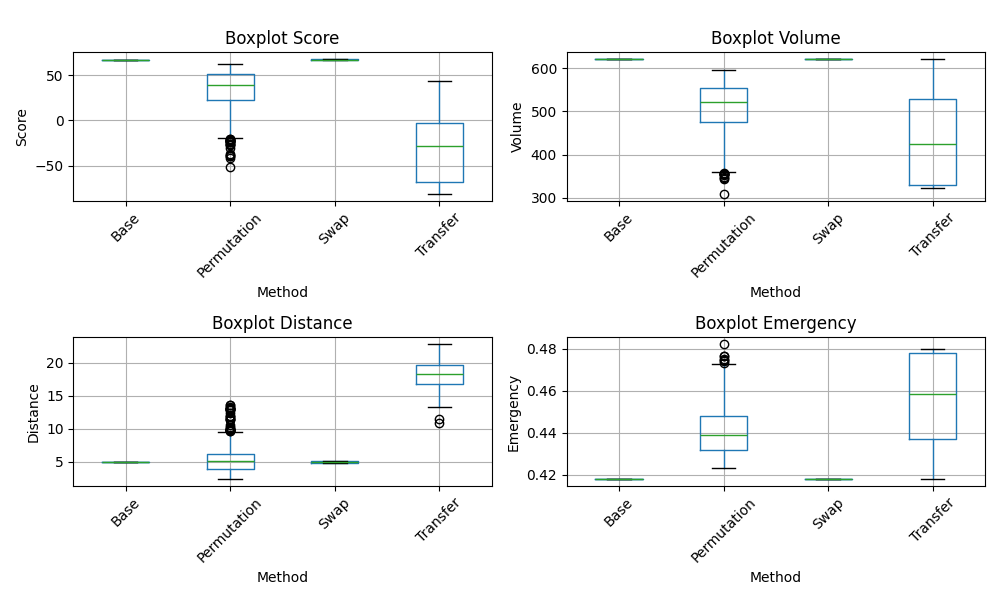 Boxplot Score
Score
50
0
−50
Base
Permutation
Swap
Transfer
Method
Boxplot Volume
Volume
600
500
400
300
Base
Permutation
Swap
Transfer
Method
Boxplot Distance
Distance
20
15
10
5
Base
Permutation
Swap
Transfer
Method
Boxplot Emergency
Emergency
0.48
0.46
0.44
0.42
Base
Permutation
Swap
Transfer
Method